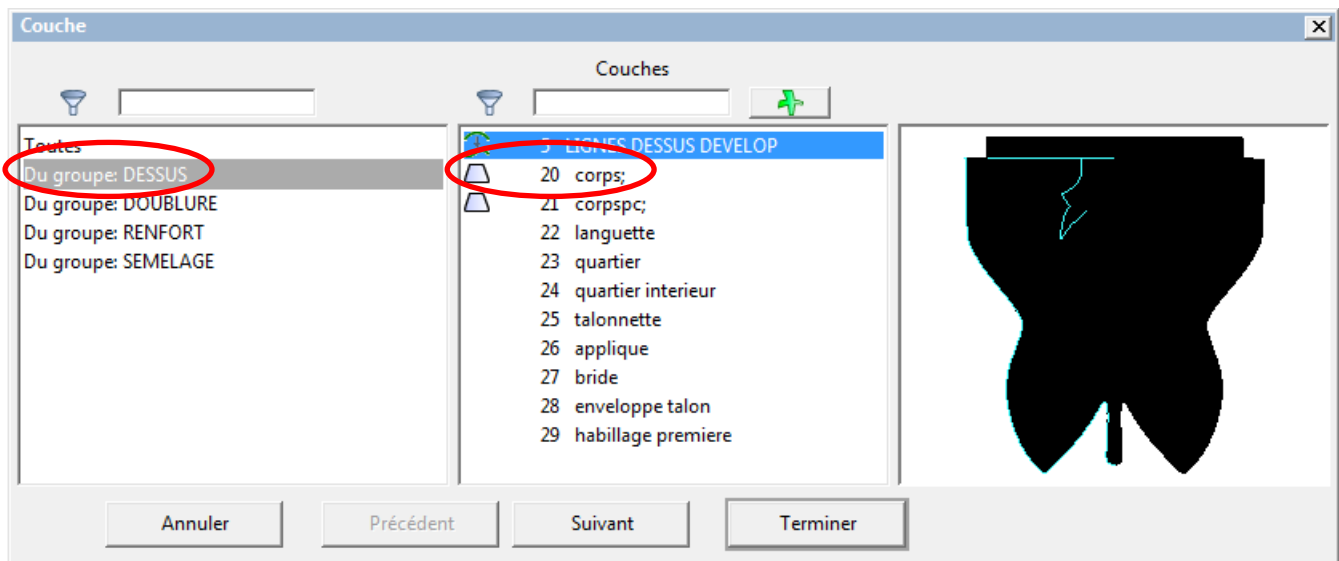 Couche
Couches
Toutes
Du groupe: DESSUS
Du groupe: DOUBLURE
Du groupe: RENFORT
Du groupe: SEMELAGE
5 LIGNES DESSUS DEVELOP
20 corps;
21 corpspc;
22 languette
23 quartier
24 quartier interieur
25 talonnette
26 applique
27 bride
28 enveloppe talon
29 habillage premiere
Annuler
Précédent
Suivant
Terminer